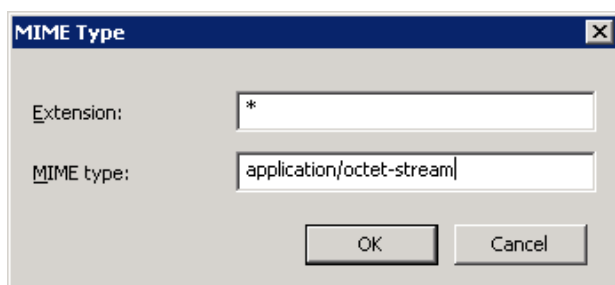 MIME Type
Extension: *
MIME type: application/octet-stream
OK Cancel